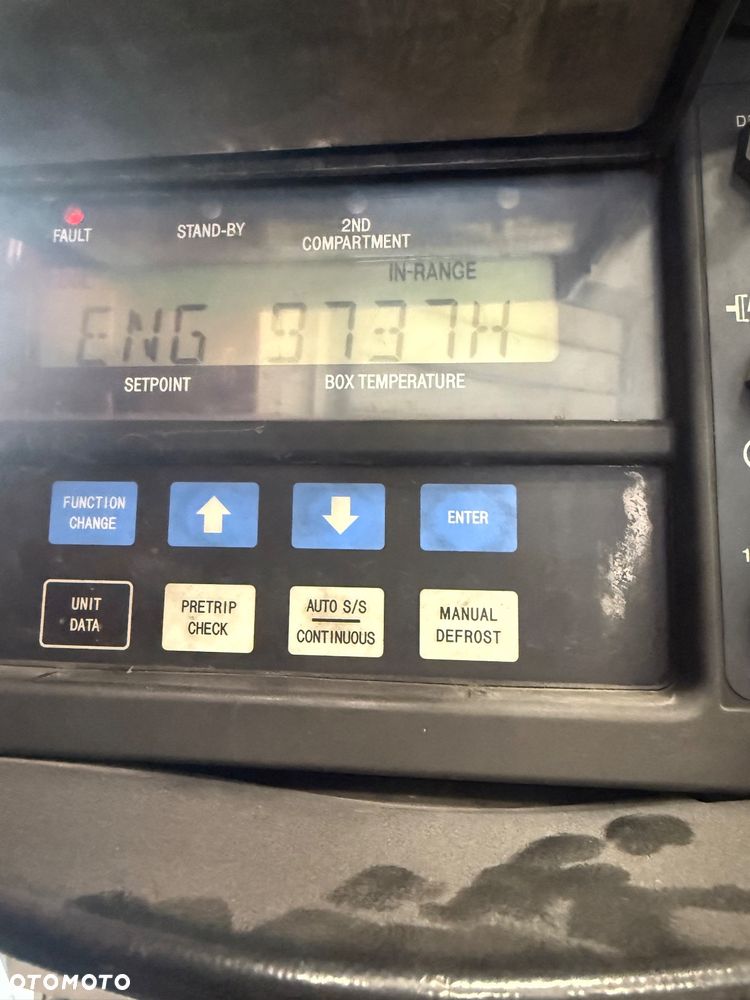 FAULT
STAND-BY
2ND
COMPARTMENT
IN-RANGE
ENG 9737H
SETPOINT
BOX TEMPERATURE
FUNCTION
CHANGE
ENTER
UNIT
DATA
PRETRIP
CHECK
AUTO S/S
CONTINUOUS
MANUAL
DEFROST
OTOMOTO